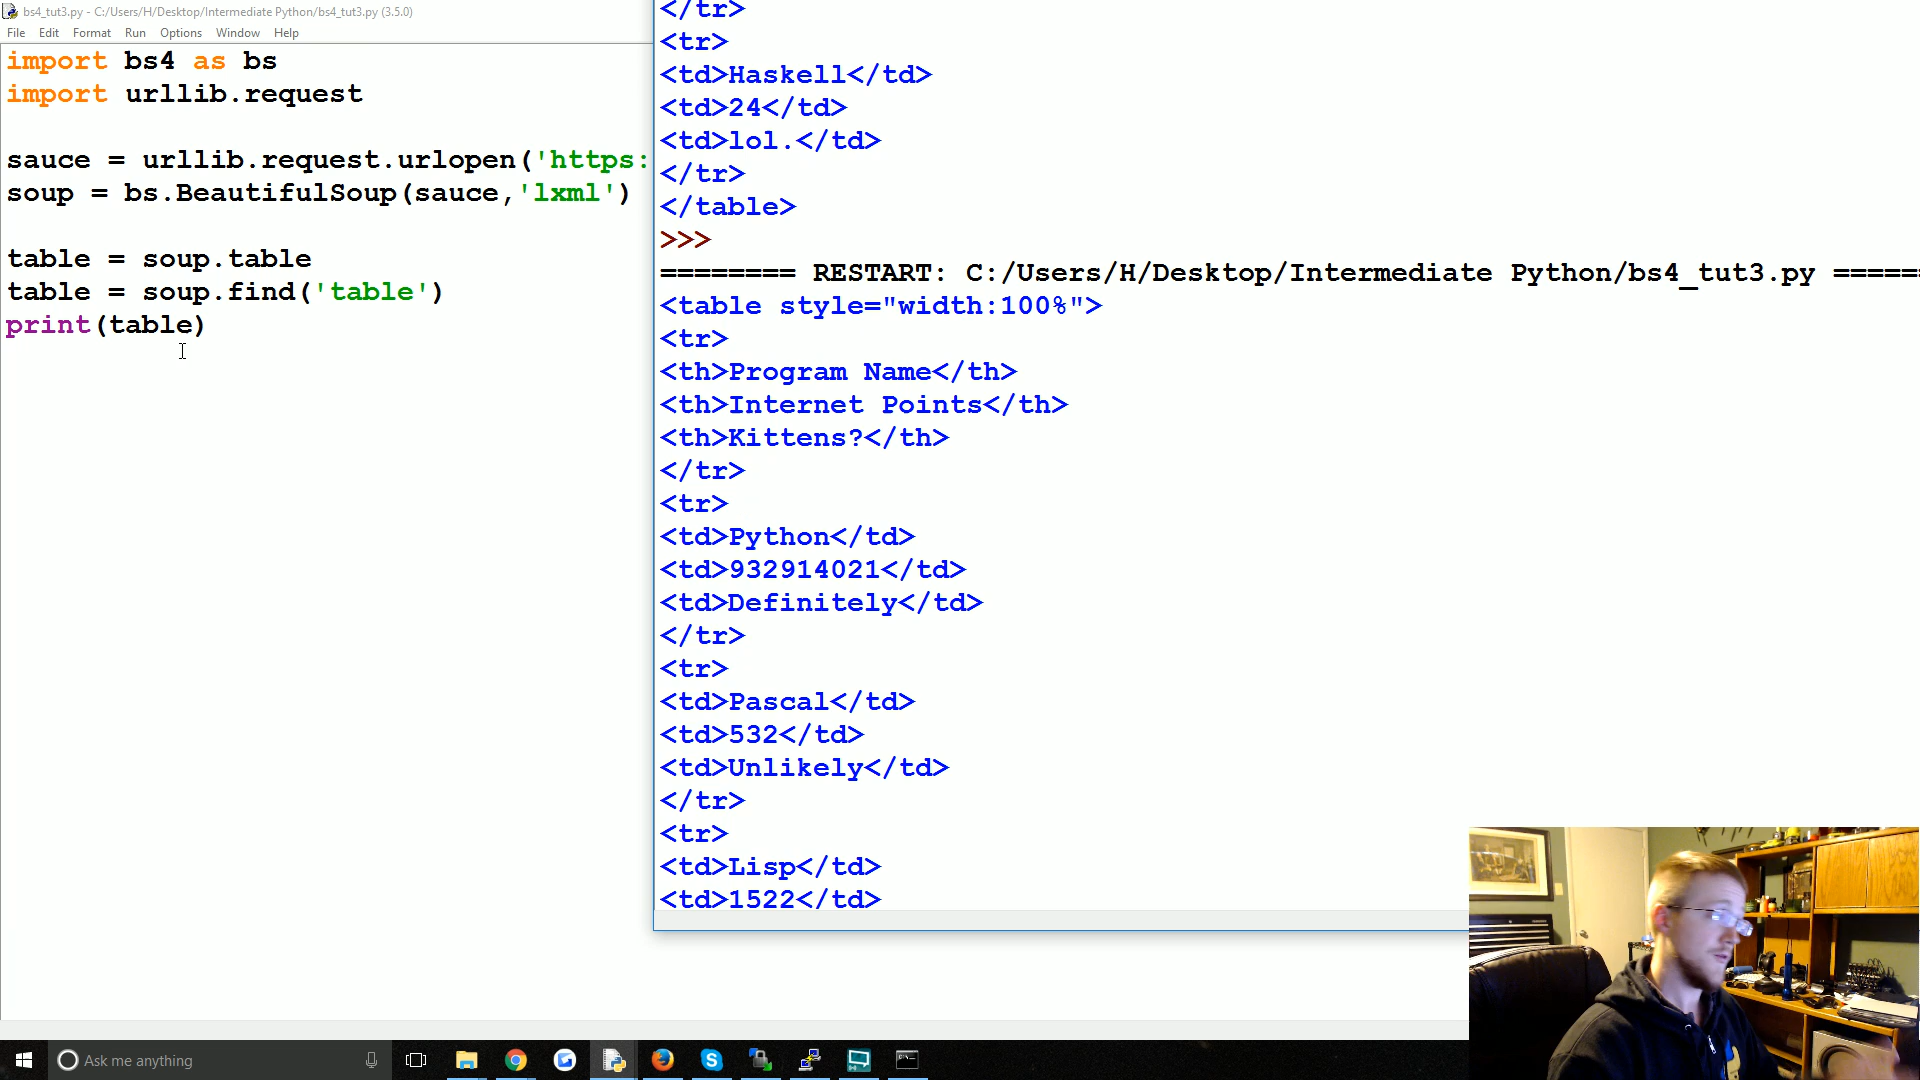 bs4_tut3.py - C:/Users/H/Desktop/Intermediate Python/bs4_tut3.py (3.5.0)
File Edit Format Run Options Window Help
import bs4 as bs
import urllib.request
sauce = urllib.request.urlopen('https:
soup = bs.BeautifulSoup(sauce,'lxml')
table = soup.table
table = soup.find('table')
print(table)
</tr>
<tr>
<td>Haskell</td>
<td>24</td>
<td>lol.</td>
</tr>
</table>
>>>
======== RESTART: C:/Users/H/Desktop/Intermediate Python/bs4_tut3.py =====
<table style="width:100%">
<tr>
<th>Program Name</th>
<th>Internet Points</th>
<th>Kittens?</th>
</tr>
<tr>
<td>Python</td>
<td>932914021</td>
<td>Definitely</td>
</tr>
<tr>
<td>Pascal</td>
<td>532</td>
<td>Unlikely</td>
</tr>
<tr>
<td>Lisp</td>
<td>1522</td>
Ask me anything